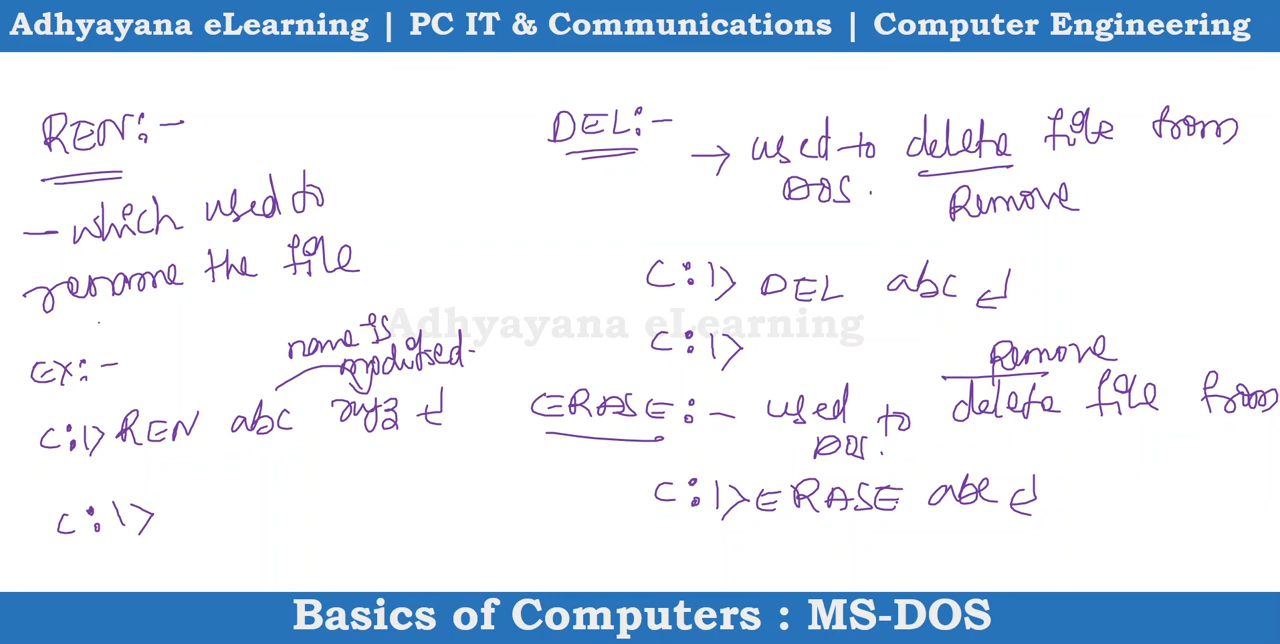 Adhyayana eLearning | PC IT & Communications | Computer Engineering
REN:-
- which used to
rename the file
EX:-
name is
modified.
C:\> REN abc xyz ↵
C:\>
DEL:-
→ used to delete file from
DOS.
Remove
C:\> DEL abc ↵
C:\>
Remove
ERASE:- used to delete file from
DOS.
C:\> ERASE abc ↵
Adhyayana eLearning
Basics of Computers : MS-DOS